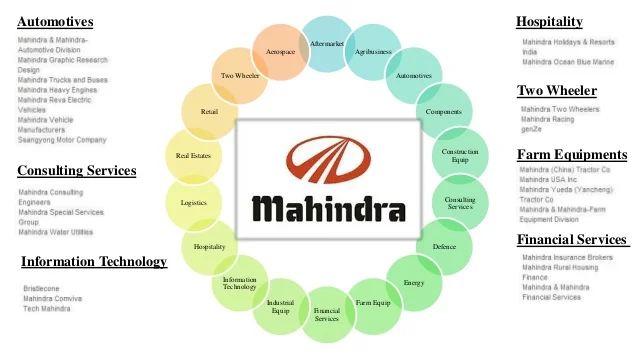 Automotives
Mahindra & Mahindra-
Automotive Division
Mahindra Graphic Research
Design
Mahindra Trucks and Buses
Mahindra Heavy Engines
Mahindra Reva Electric
Vehicles
Mahindra Vehicle
Manufacturers
Ssangyong Motor Company
Consulting Services
Mahindra Consulting
Engineers
Mahindra Special Services
Group
Mahindra Water Utilities
Information Technology
Bristlecone
Mahindra Comviva
Tech Mahindra
Aftermarket
Agribusiness
Automotives
Components
Construction
Equip
Consulting
Services
Defence
Energy
Farm Equip
Financial
Services
Industrial
Equip
Information
Technology
Hospitality
Logistics
Real Estates
Retail
Two Wheeler
Aerospace
Mahindra
Hospitality
Mahindra Holidays & Resorts
India
Mahindra Ocean Blue Marine
Two Wheeler
Mahindra Two Wheelers
Mahindra Racing
genZe
Farm Equipments
Mahindra (China) Tractor Co
Mahindra USA Inc
Mahindra Yueda (Yancheng)
Tractor Co
Mahindra & Mahindra-Farm
Equipment Division
Financial Services
Mahindra Insurance Brokers
Mahindra Rural Housing
Finance
Mahindra & Mahindra
Financial Services